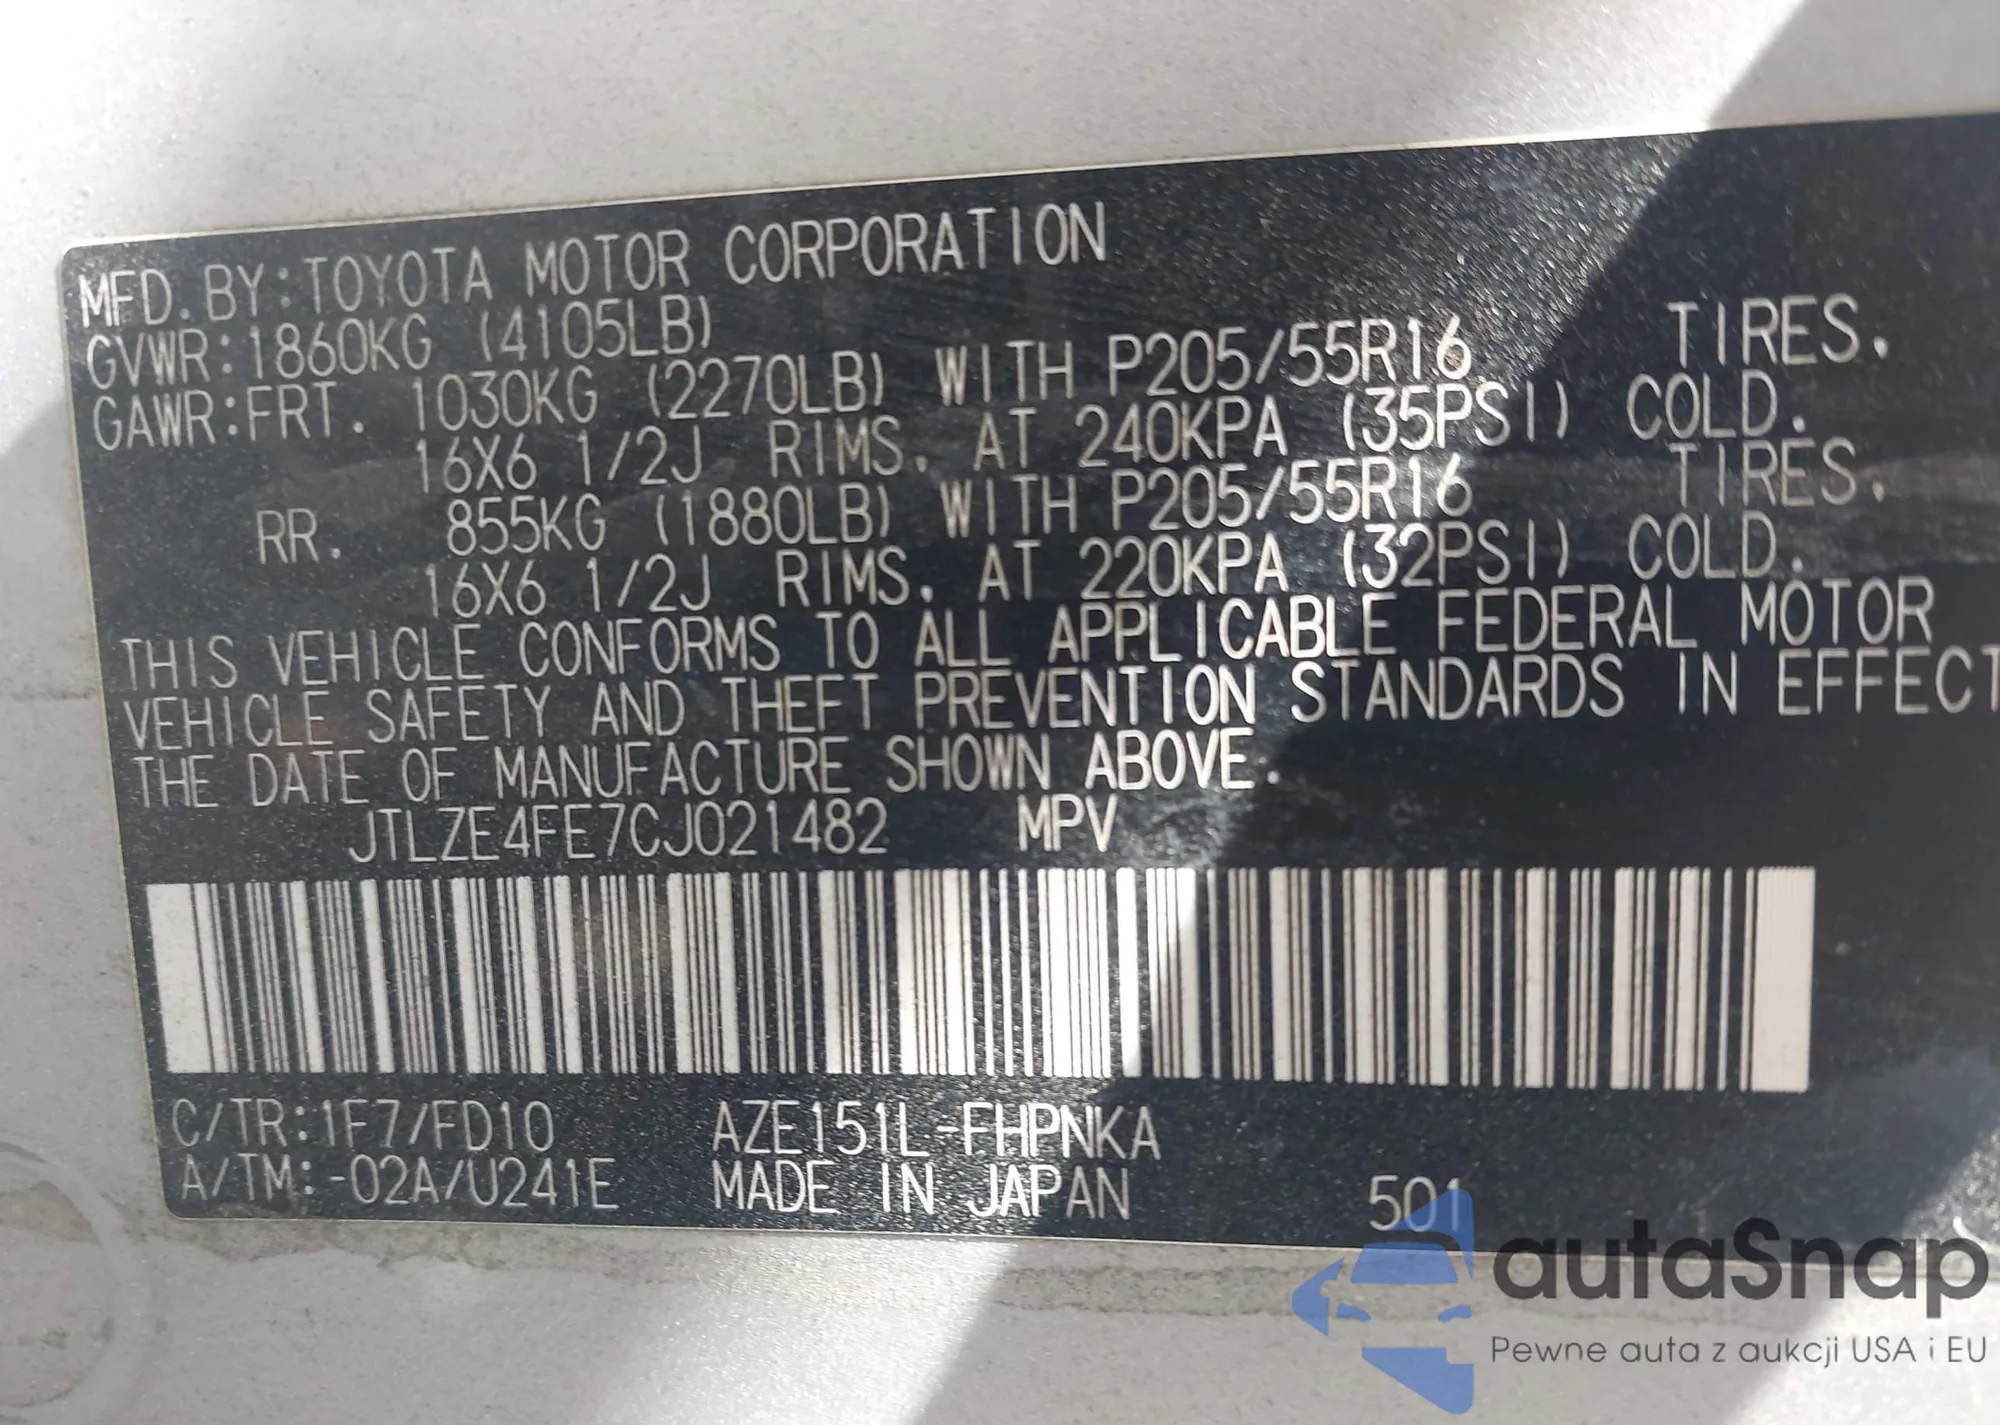 MFD. BY: TOYOTA MOTOR CORPORATION
GVWR: 1860KG (4105LB)
GAWR: FRT. 1030KG (2270LB) WITH P205/55R16 TIRES,
16X6 1/2J RIMS, AT 240KPA (35PSI) COLD.
RR. 855KG (1880LB) WITH P205/55R16 TIRES,
16X6 1/2J RIMS, AT 220KPA (32PSI) COLD.
THIS VEHICLE CONFORMS TO ALL APPLICABLE FEDERAL MOTOR
VEHICLE SAFETY AND THEFT PREVENTION STANDARDS IN EFFECT
THE DATE OF MANUFACTURE SHOWN ABOVE.
JTLZE4FE7CJ021482 MPV
C/TR: 1F7/FD10 AZE151L-FHPNKA
A/TM: -02A/U241E MADE IN JAPAN 501
autaSnap
Pewne auta z aukcji USA i EU